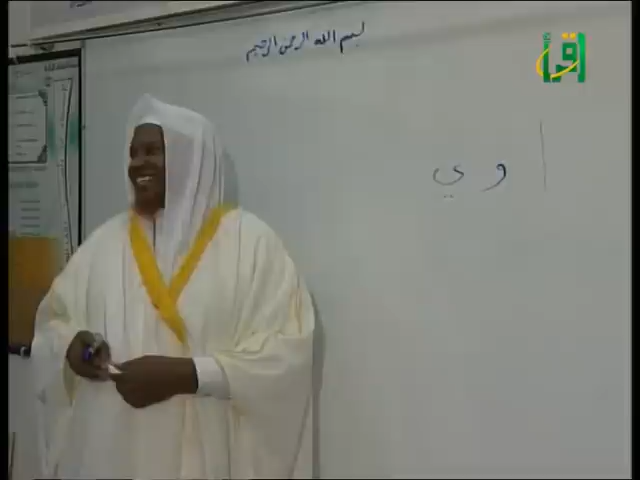 بسم الله الرحمن الرحيم
اقرأ
ا و ي